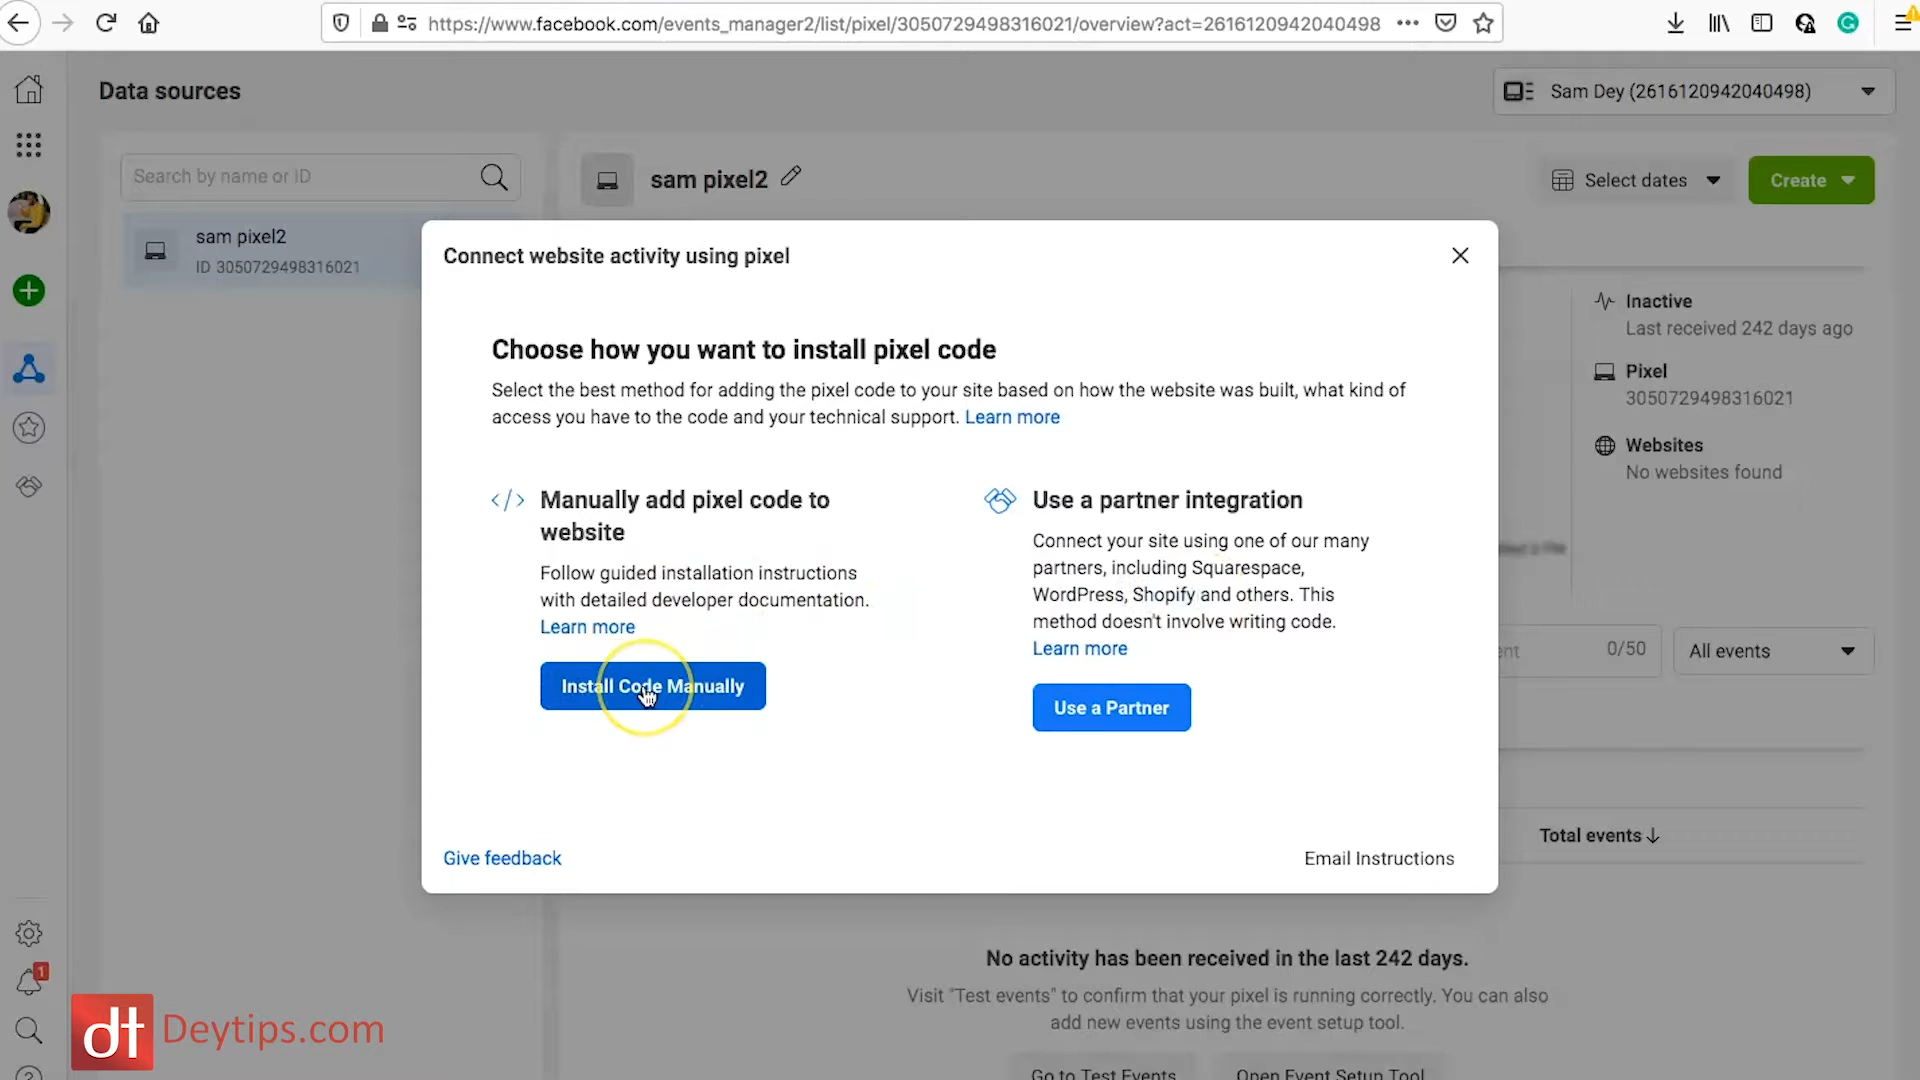 https://www.facebook.com/events_manager2/list/pixel/3050729498316021/overview?act=2616120942040498
Data sources
Sam Dey (2616120942040498)
Search by name or ID
sam pixel2
Select dates
Create
sam pixel2
ID 3050729498316021
Connect website activity using pixel
Inactive
Last received 242 days ago
Choose how you want to install pixel code
Select the best method for adding the pixel code to your site based on how the website was built, what kind of
access you have to the code and your technical support. Learn more
Pixel
3050729498316021
Websites
No websites found
</> Manually add pixel code to
website
Follow guided installation instructions
with detailed developer documentation.
Learn more
Install Code Manually
Use a partner integration
Connect your site using one of our many
partners, including Squarespace,
WordPress, Shopify and others. This
method doesn't involve writing code.
Learn more
Use a Partner
0/50
All events
Total events
Give feedback
Email Instructions
No activity has been received in the last 242 days.
Visit "Test events" to confirm that your pixel is running correctly. You can also
add new events using the event setup tool.
Go to Test Events
Open Event Setup Tool
1
dt Deytips.com